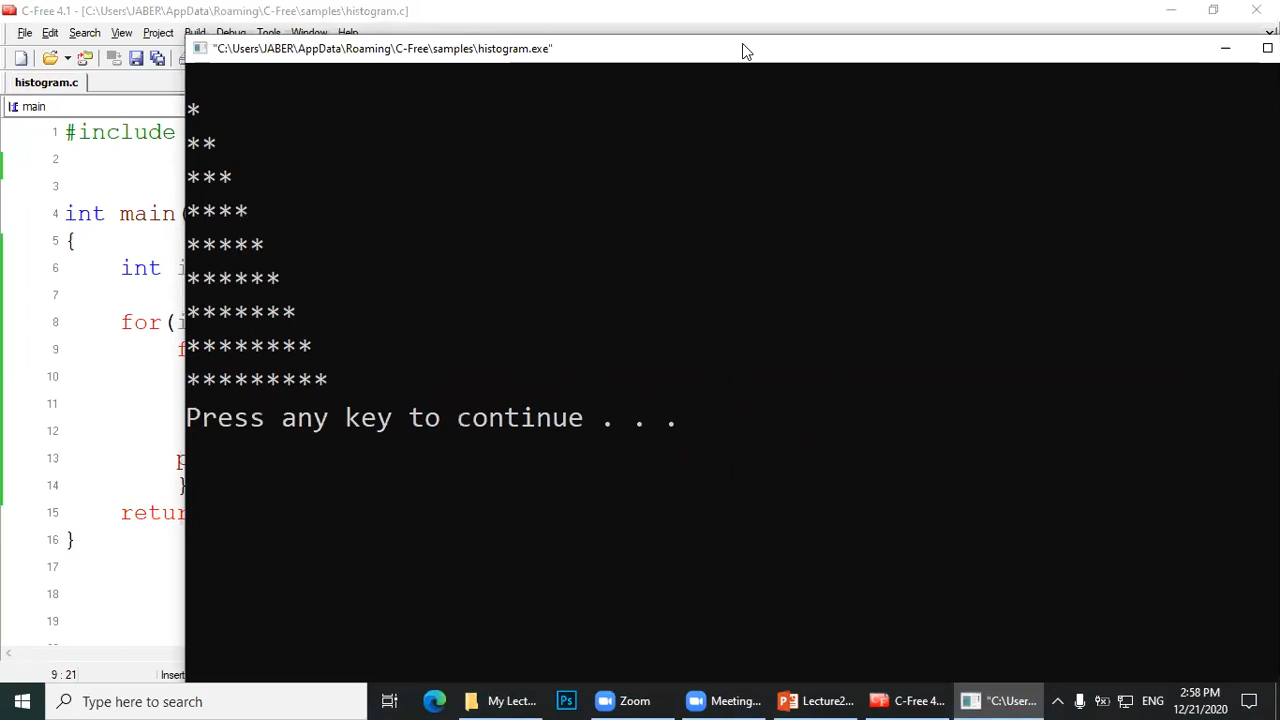 C-Free 4.1 - [C:\Users\JABER\AppData\Roaming\C-Free\samples\histogram.c]
File Edit Search View Project Build Debug Tools Window Help
"C:\Users\JABER\AppData\Roaming\C-Free\samples\histogram.exe"
histogram.c
main
1 #include
2
3
4 int main(
5 {
6 int i
7
8 for(i
9 f
10
11
12
13 p
14 }
15 retur
16 }
17
18
19
*
**
***
****
*****
******
*******
********
*********
Press any key to continue . . .
9 : 21 Insert
Type here to search
Ps
My Lect...
Zoom
Meeting...
Lecture2...
C-Free 4...
"C:\User...
ENG
2:58 PM
12/21/2020